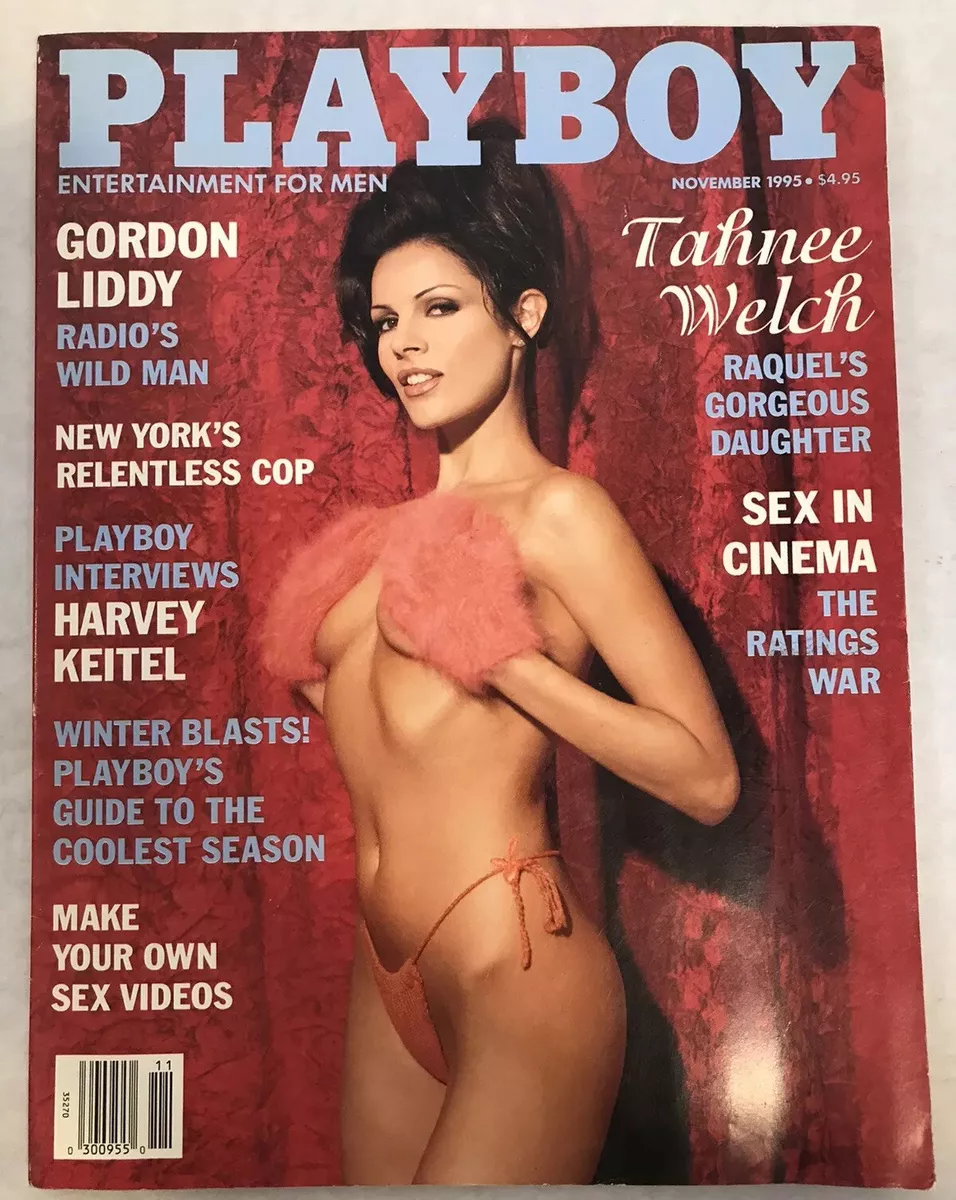 PLAYBOY
ENTERTAINMENT FOR MEN
NOVEMBER 1995 • $4.95
GORDON
LIDDY
RADIO'S
WILD MAN
NEW YORK'S
RELENTLESS COP
PLAYBOY
INTERVIEWS
HARVEY
KEITEL
WINTER BLASTS!
PLAYBOY'S
GUIDE TO THE
COOLEST SEASON
MAKE
YOUR OWN
SEX VIDEOS
Tahnee
Welch
RAQUEL'S
GORGEOUS
DAUGHTER
SEX IN
CINEMA
THE
RATINGS
WAR
11
35270
0 300955 0